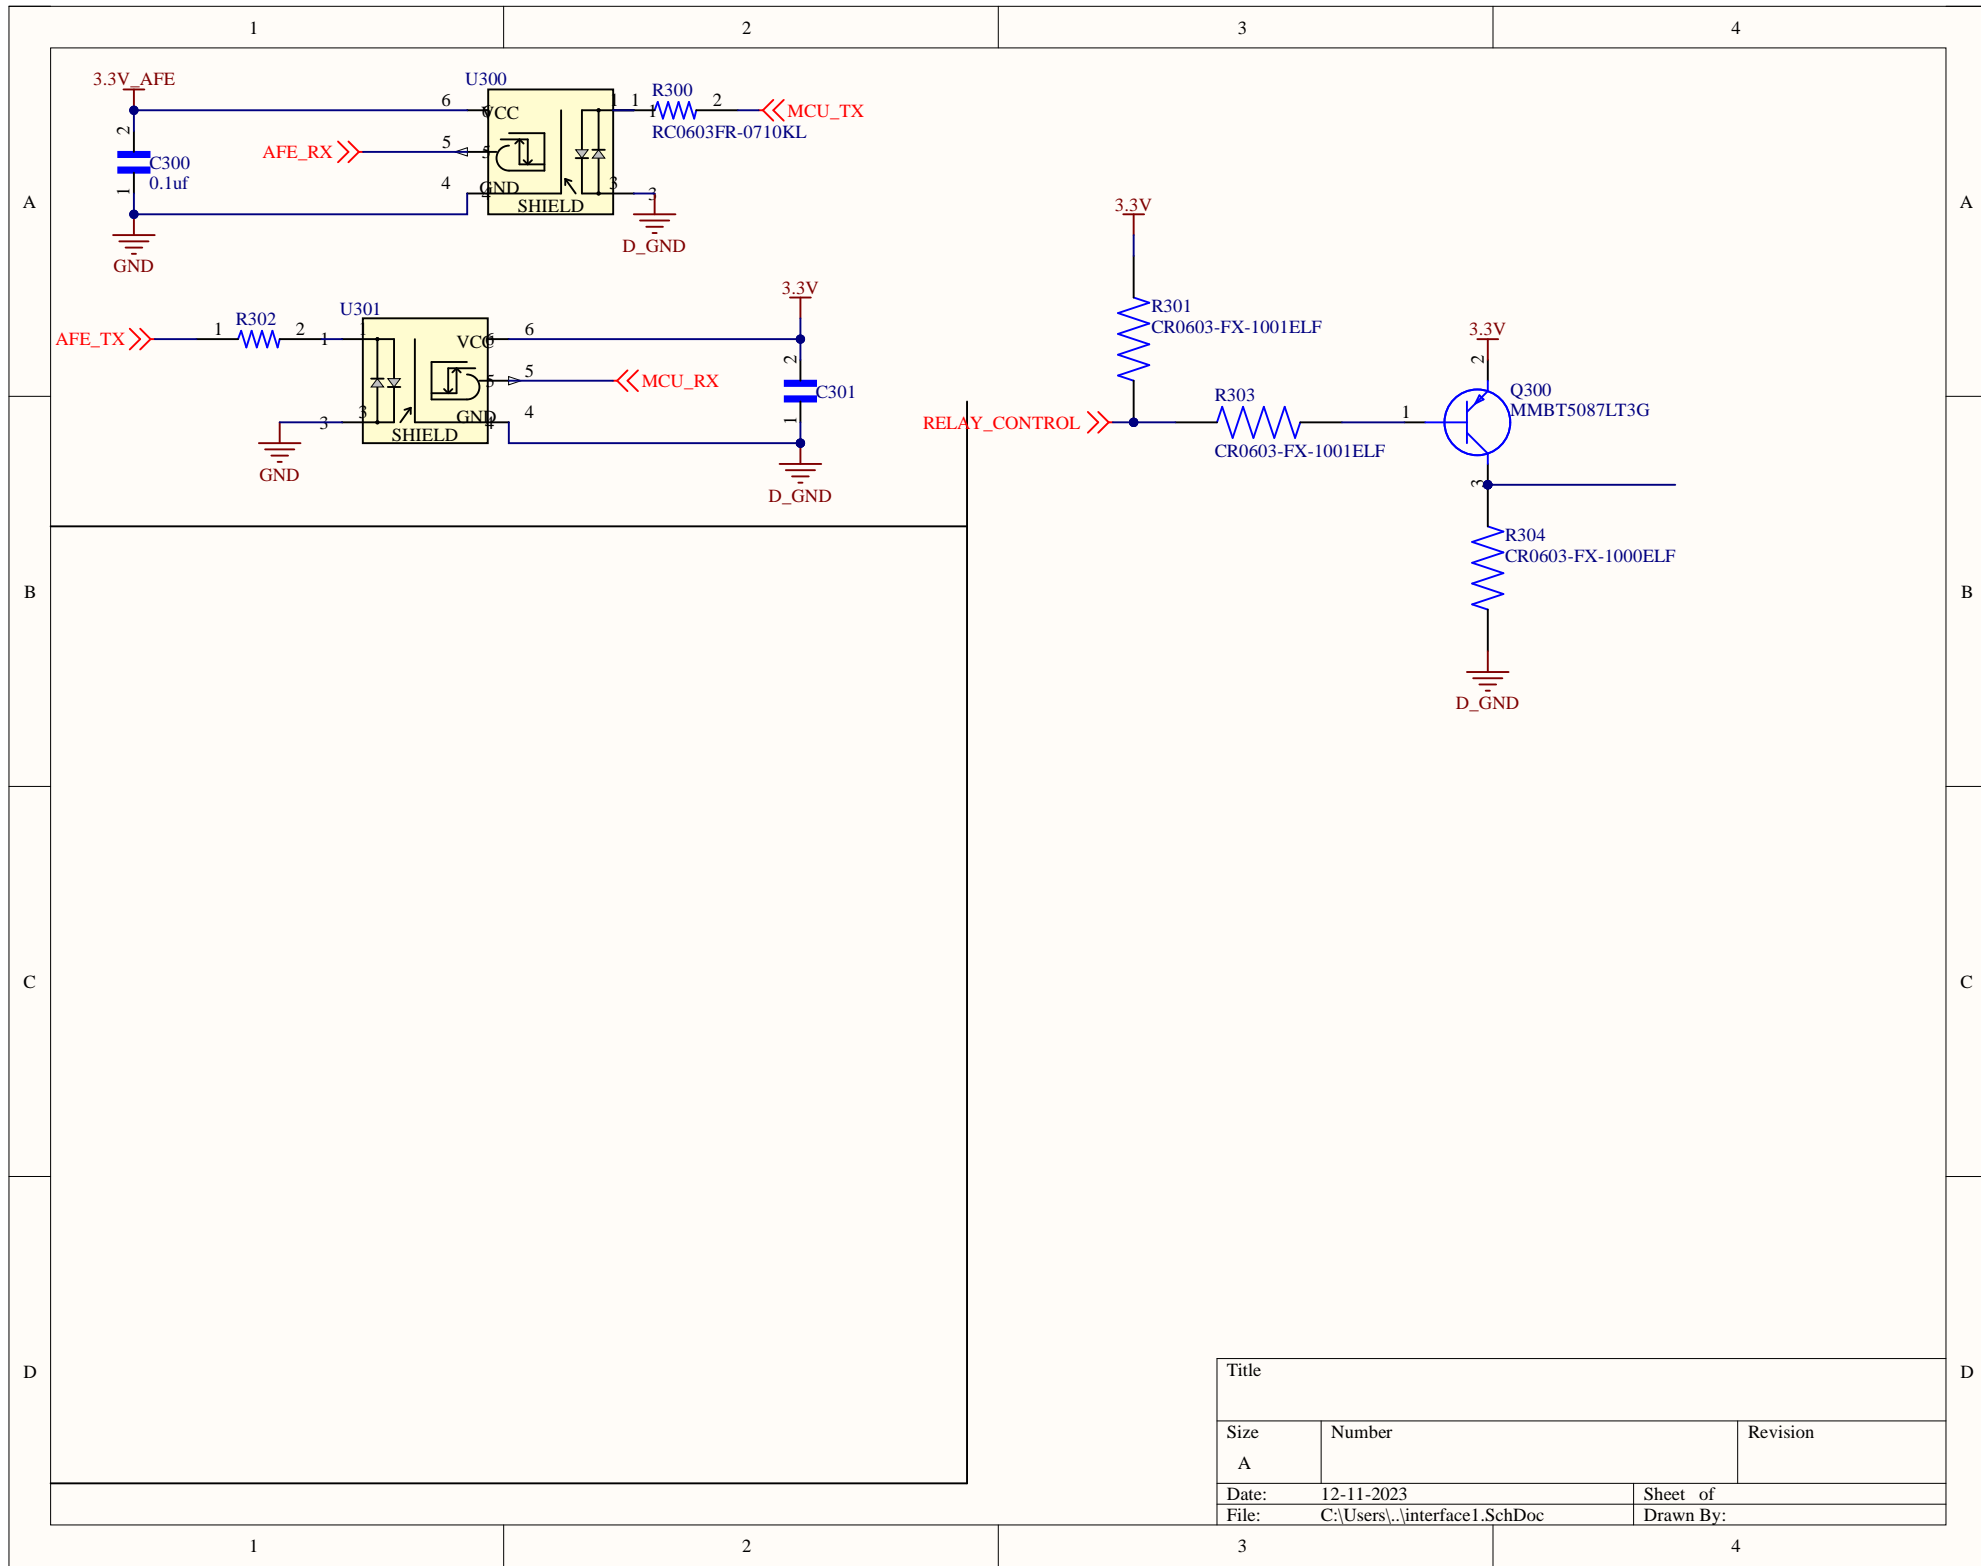 1 2 3 4
3.3V_AFE
U300
6
VCC
6
1
1
1
R300
2
MCU_TX
RC0603FR-0710KL
2
AFE_RX
5
5
C300
0.1uf
1
4
GND
4
3
3
SHIELD
A
A
GND
D_GND
3.3V
U301
3.3V
AFE_TX
1
R302
2
1
1
VCC
6
6
2
5
5
MCU_RX
C301
1
3
3
GND
4
4
SHIELD
GND
D_GND
R301
CR0603-FX-1001ELF
3.3V
2
Q300
MMBT5087LT3G
RELAY_CONTROL
R303
1
CR0603-FX-1001ELF
3
R304
CR0603-FX-1000ELF
B
B
D_GND
C
C
D
D
Title
Size
Number
Revision
A
Date: 12-11-2023
Sheet of
File: C:\Users\..\interface1.SchDoc
Drawn By:
1 2 3 4